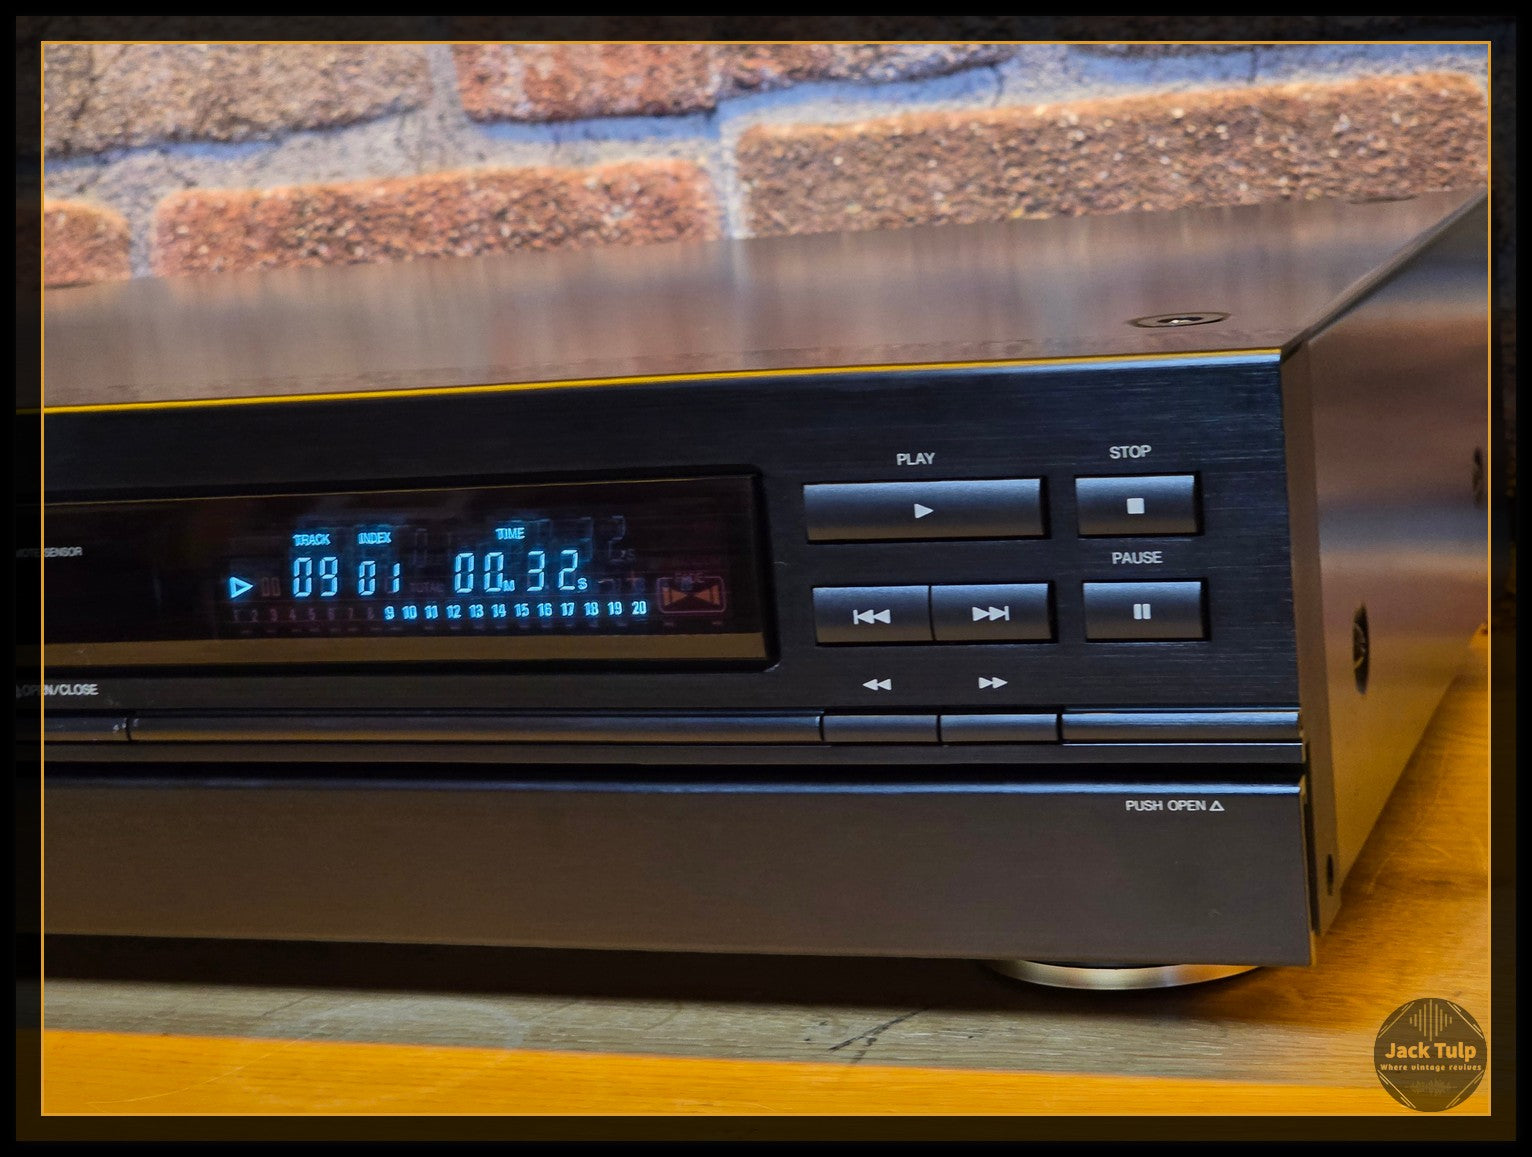 PLAY
STOP
SENSOR
TRACK INDEX TIME
09 01 00M 32S
TOTAL
1 2 3 4 5 6 7 8 9 10 11 12 13 14 15 16 17 18 19 20
PAUSE
OPEN/CLOSE
PUSH OPEN
Jack Tulp
Where vintage revives